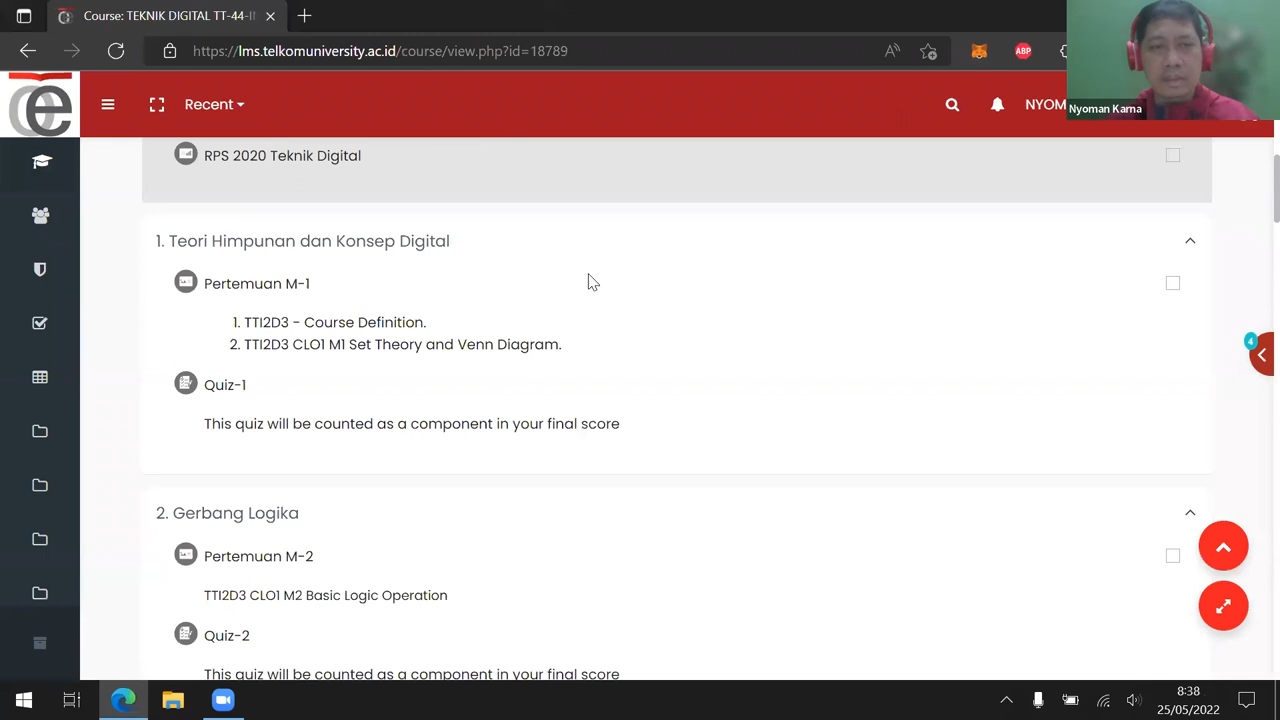 Course: TEKNIK DIGITAL TT-44-I
https://lms.telkomuniversity.ac.id/course/view.php?id=18789
ABP
Nyoman Karna
e
Recent
NYOM
RPS 2020 Teknik Digital
1. Teori Himpunan dan Konsep Digital
Pertemuan M-1
1. TTI2D3 - Course Definition.
2. TTI2D3 CLO1 M1 Set Theory and Venn Diagram.
4
Quiz-1
This quiz will be counted as a component in your final score
2. Gerbang Logika
Pertemuan M-2
TTI2D3 CLO1 M2 Basic Logic Operation
Quiz-2
This quiz will be counted as a component in your final score
8:38
25/05/2022